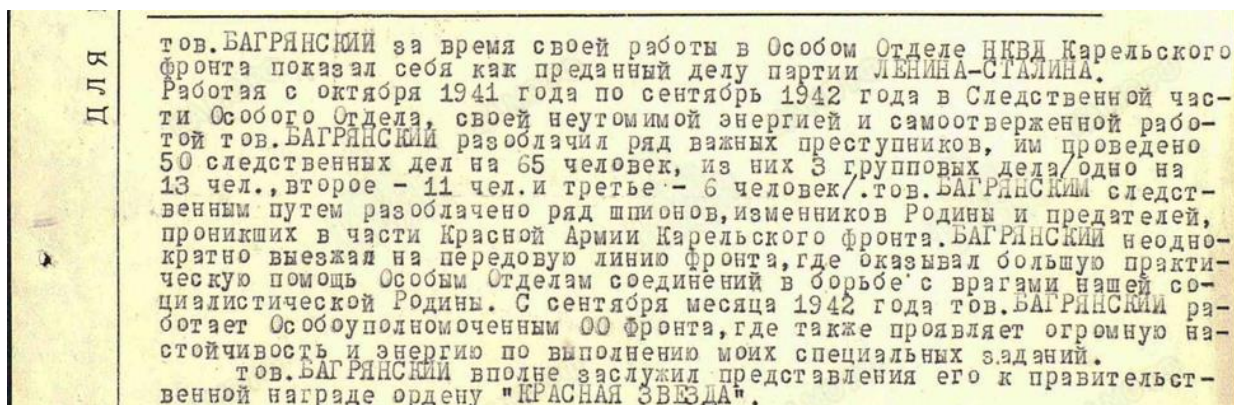 ДЛЯ
тов.БАГРЯНСКИЙ за время своей работы в Особом Отделе НКВД Карельского
фронта показал себя как преданный делу партии ЛЕНИНА-СТАЛИНА.
Работая с октября 1941 года по сентябрь 1942 года в Следственной час-
ти Особого Отдела, своей неутомимой энергией и самоотверженной рабо-
той тов.БАГРЯНСКИЙ разоблачил ряд важных преступников, им проведено
50 следственных дел на 65 человек, из них 3 групповых дела/одно на
13 чел.,второе - 11 чел.и третье - 6 человек/.тов.БАГРЯНСКИМ следст-
венным путем разоблачено ряд шпионов,изменников Родины и предателей,
проникших в части Красной Армии Карельского фронта.БАГРЯНСКИЙ неодно-
кратно выезжал на передовую линию фронта,где оказывал большую практи-
ческую помощь Особым Отделам соединений в борьбе с врагами нашей со-
циалистической Родины. С сентября месяца 1942 года тов.БАГРЯНСКИЙ ра-
ботает Особоуполномоченным ОО фронта,где также проявляет огромную на-
стойчивость и энергию по выполнению моих специальных заданий.
тов.БАГРЯНСКИЙ вполне заслужил представления его к правительст-
венной награде ордену "КРАСНАЯ ЗВЕЗДА".